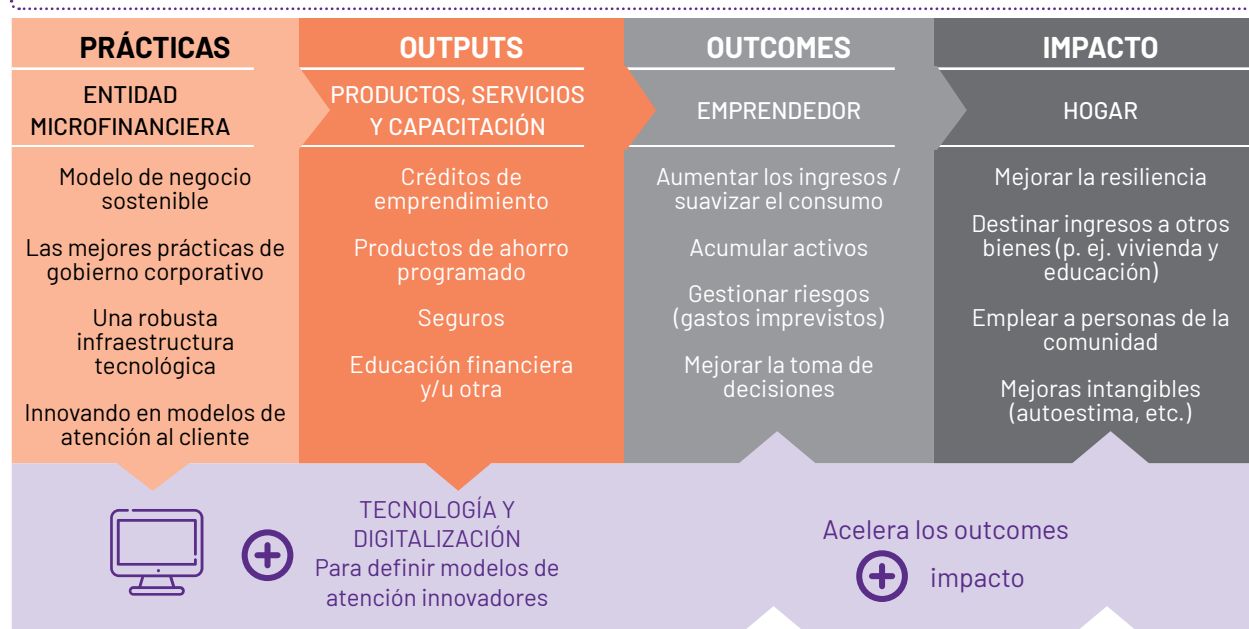 PRÁCTICAS
ENTIDAD
MICROFINANCIERA
Modelo de negocio
sostenible
Las mejores prácticas de
gobierno corporativo
Una robusta
infraestructura
tecnológica
Innovando en modelos de
atención al cliente
OUTPUTS
PRODUCTOS, SERVICIOS
Y CAPACITACIÓN
Créditos de
emprendimiento
Productos de ahorro
programado
Seguros
Educación financiera
y/u otra
OUTCOMES
EMPRENDEDOR
Aumentar los ingresos /
suavizar el consumo
Acumular activos
Gestionar riesgos
(gastos imprevistos)
Mejorar la toma de
decisiones
IMPACTO
HOGAR
Mejorar la resiliencia
Destinar ingresos a otros
bienes (p. ej. vivienda y
educación)
Emplear a personas de la
comunidad
Mejoras intangibles
(autoestima, etc.)
TECNOLOGÍA Y
DIGITALIZACIÓN
Para definir modelos de
atención innovadores
Acelera los outcomes
impacto